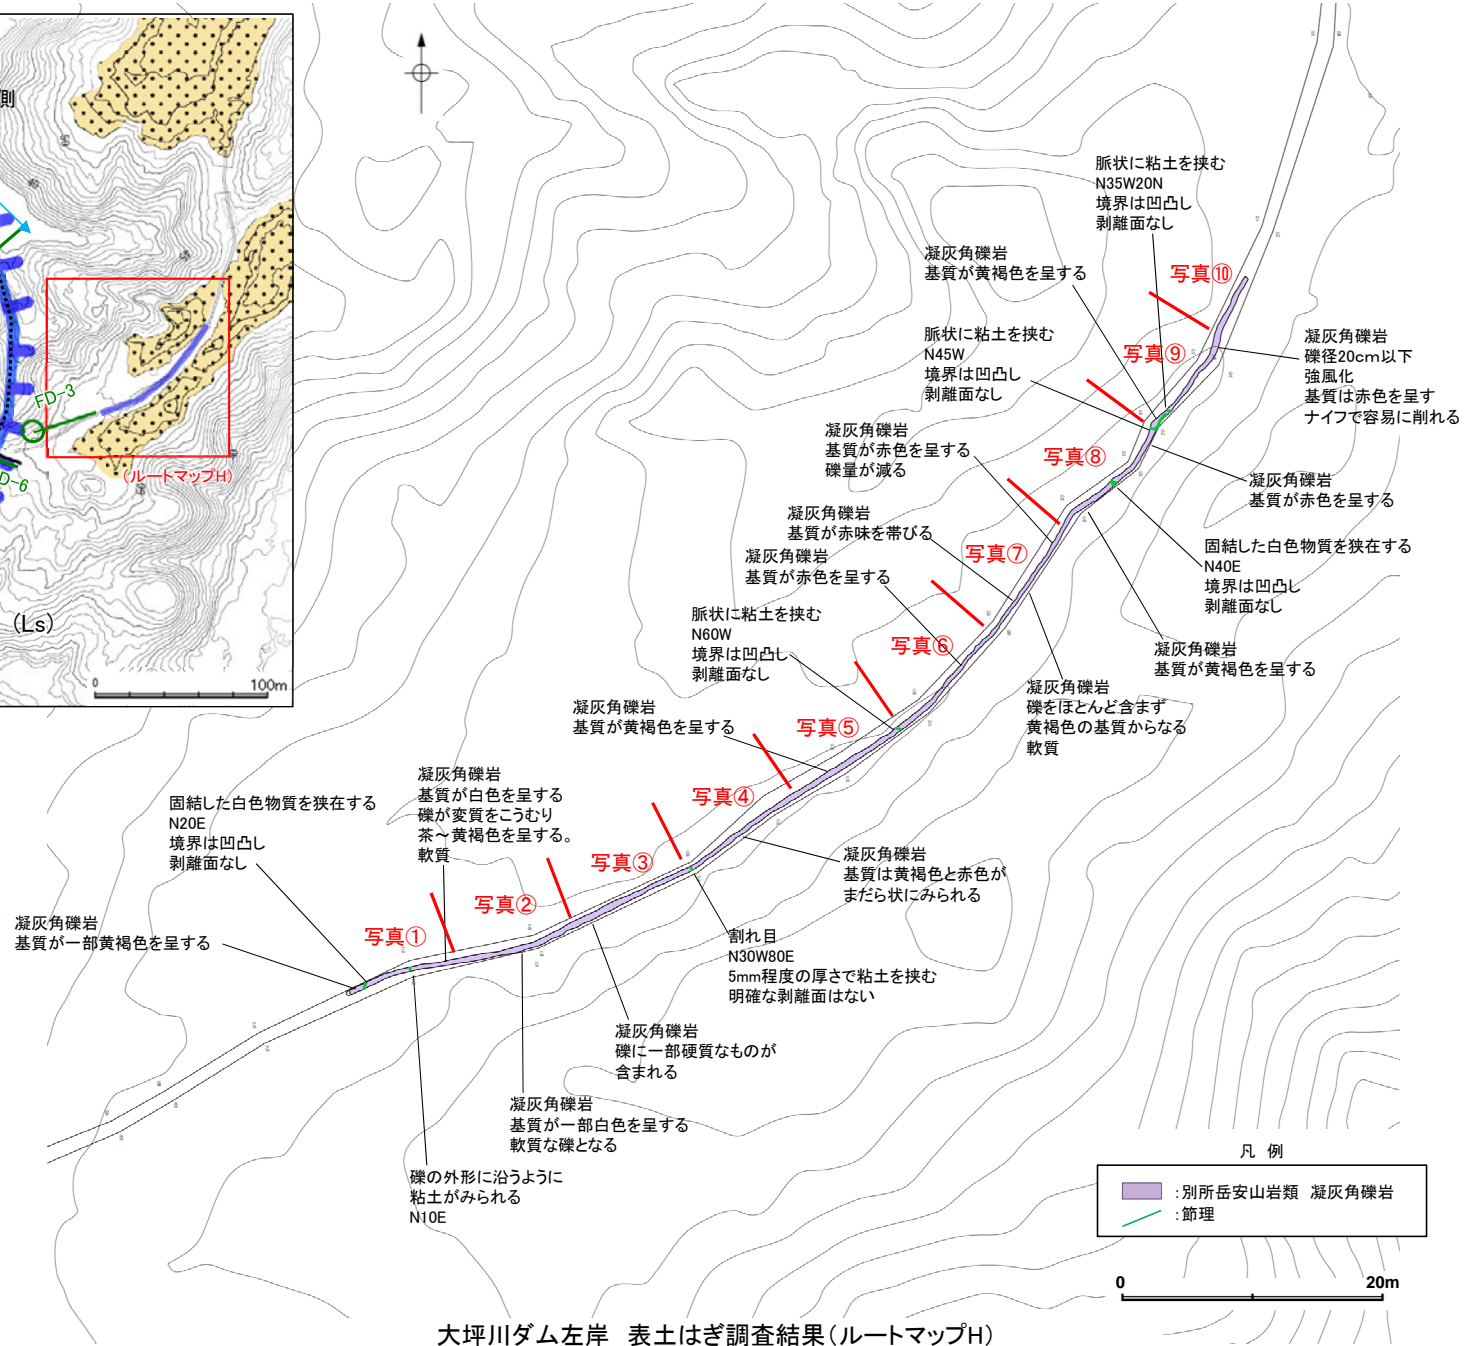 側
FD-3
D-6
(ルートマップH)
(Ls)
0
100m
脈状に粘土を挟む
N35W20N
境界は凹凸し
剥離面なし
凝灰角礫岩
基質が黄褐色を呈する
写真⑩
脈状に粘土を挟む
N45W
境界は凹凸し
剥離面なし
写真⑨
凝灰角礫岩
礫径20cm以下
強風化
基質は赤色を呈す
ナイフで容易に削れる
凝灰角礫岩
基質が赤色を呈する
礫量が減る
写真⑧
凝灰角礫岩
基質が赤色を呈する
凝灰角礫岩
基質が赤味を帯びる
写真⑦
固結した白色物質を狭在する
N40E
境界は凹凸し
剥離面なし
凝灰角礫岩
基質が赤色を呈する
脈状に粘土を挟む
N60W
境界は凹凸し
剥離面なし
写真⑥
凝灰角礫岩
基質が黄褐色を呈する
凝灰角礫岩
礫をほとんど含まず
黄褐色の基質からなる
軟質
凝灰角礫岩
基質が黄褐色を呈する
写真⑤
凝灰角礫岩
基質が白色を呈する
礫が変質をこうむり
茶～黄褐色を呈する。
軟質
写真④
固結した白色物質を狭在する
N20E
境界は凹凸し
剥離面なし
写真③
凝灰角礫岩
基質は黄褐色と赤色が
まだら状にみられる
写真②
凝灰角礫岩
基質が一部黄褐色を呈する
写真①
割れ目
N30W80E
5mm程度の厚さで粘土を挟む
明確な剥離面はない
凝灰角礫岩
礫に一部硬質なものが
含まれる
凝灰角礫岩
基質が一部白色を呈する
軟質な礫となる
礫の外形に沿うように
粘土がみられる
N10E
凡 例
:別所岳安山岩類 凝灰角礫岩
:節理
0
20m
大坪川ダム左岸 表土はぎ調査結果(ルートマップH)